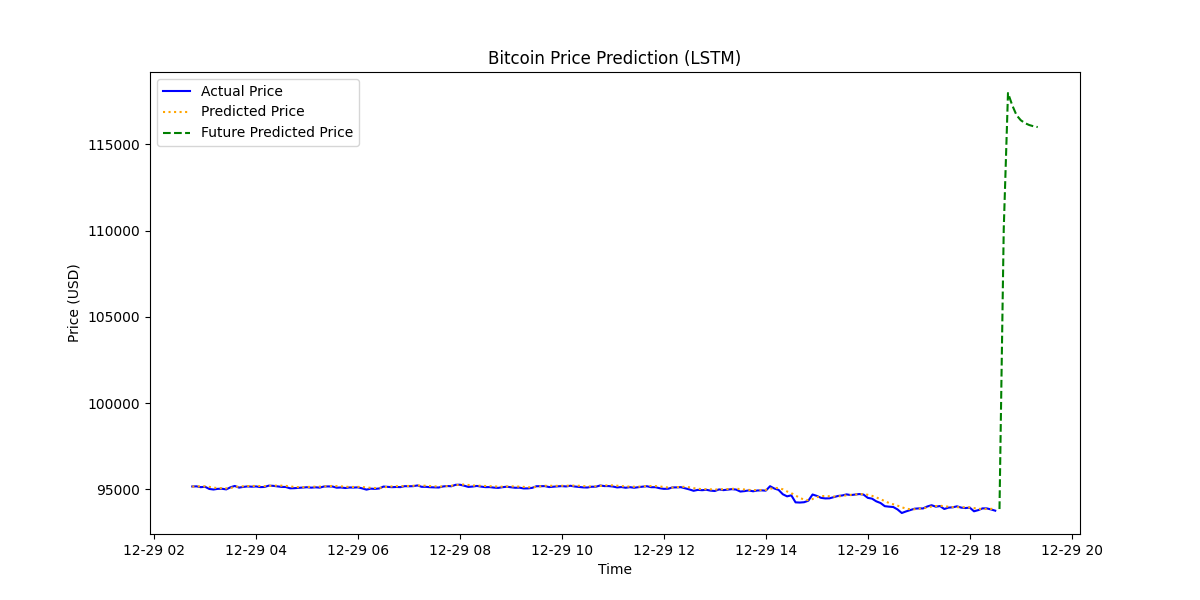 Bitcoin Price Prediction (LSTM)
Actual Price
Predicted Price
Future Predicted Price
Price (USD)
115000
110000
105000
100000
95000
12-29 02
12-29 04
12-29 06
12-29 08
12-29 10
12-29 12
12-29 14
12-29 16
12-29 18
12-29 20
Time